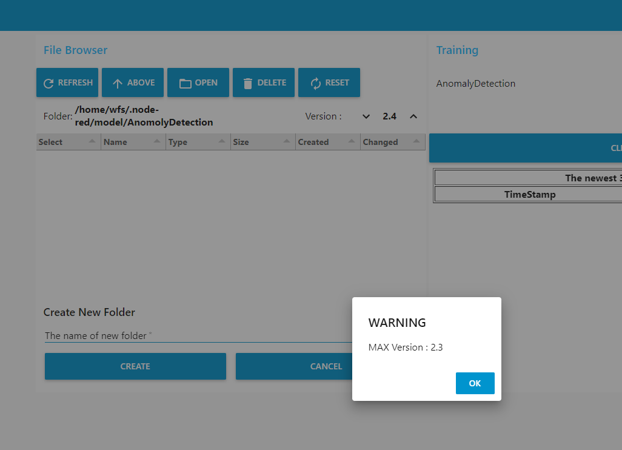 File Browser
REFRESH
ABOVE
OPEN
DELETE
RESET
Folder: /home/wfs/.node-
red/model/AnomolyDetection
Version :
2.4
Select Name Type Size Created Changed
Create New Folder
The name of new folder *
CREATE
CANCEL
Training
AnomalyDetection
The newest
TimeStamp
WARNING
MAX Version : 2.3
OK